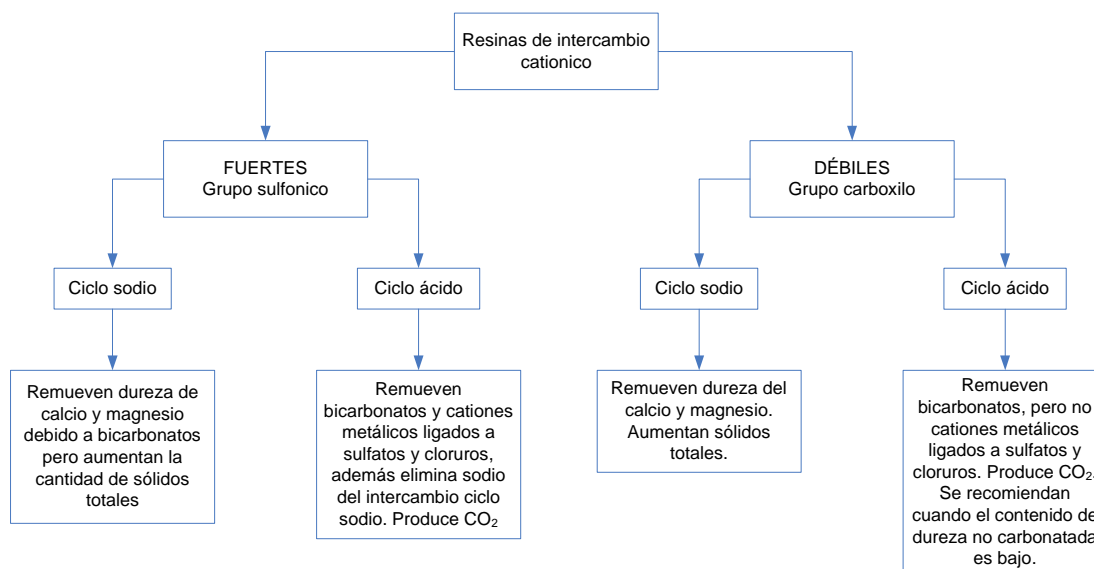 Resinas de intercambio
cationico
FUERTES
Grupo sulfonico
DÉBILES
Grupo carboxilo
Ciclo sodio
Ciclo ácido
Ciclo sodio
Ciclo ácido
Remueven dureza de
calcio y magnesio
debido a bicarbonatos
pero aumentan la
cantidad de sólidos
totales
Remueven
bicarbonatos y cationes
metálicos ligados a
sulfatos y cloruros,
además elimina sodio
del intercambio ciclo
sodio. Produce CO₂
Remueven dureza del
calcio y magnesio.
Aumentan sólidos
totales.
Remueven
bicarbonatos, pero no
cationes metálicos
ligados a sulfatos y
cloruros. Produce CO₂.
Se recomiendan
cuando el contenido de
dureza no carbonatada
es bajo.